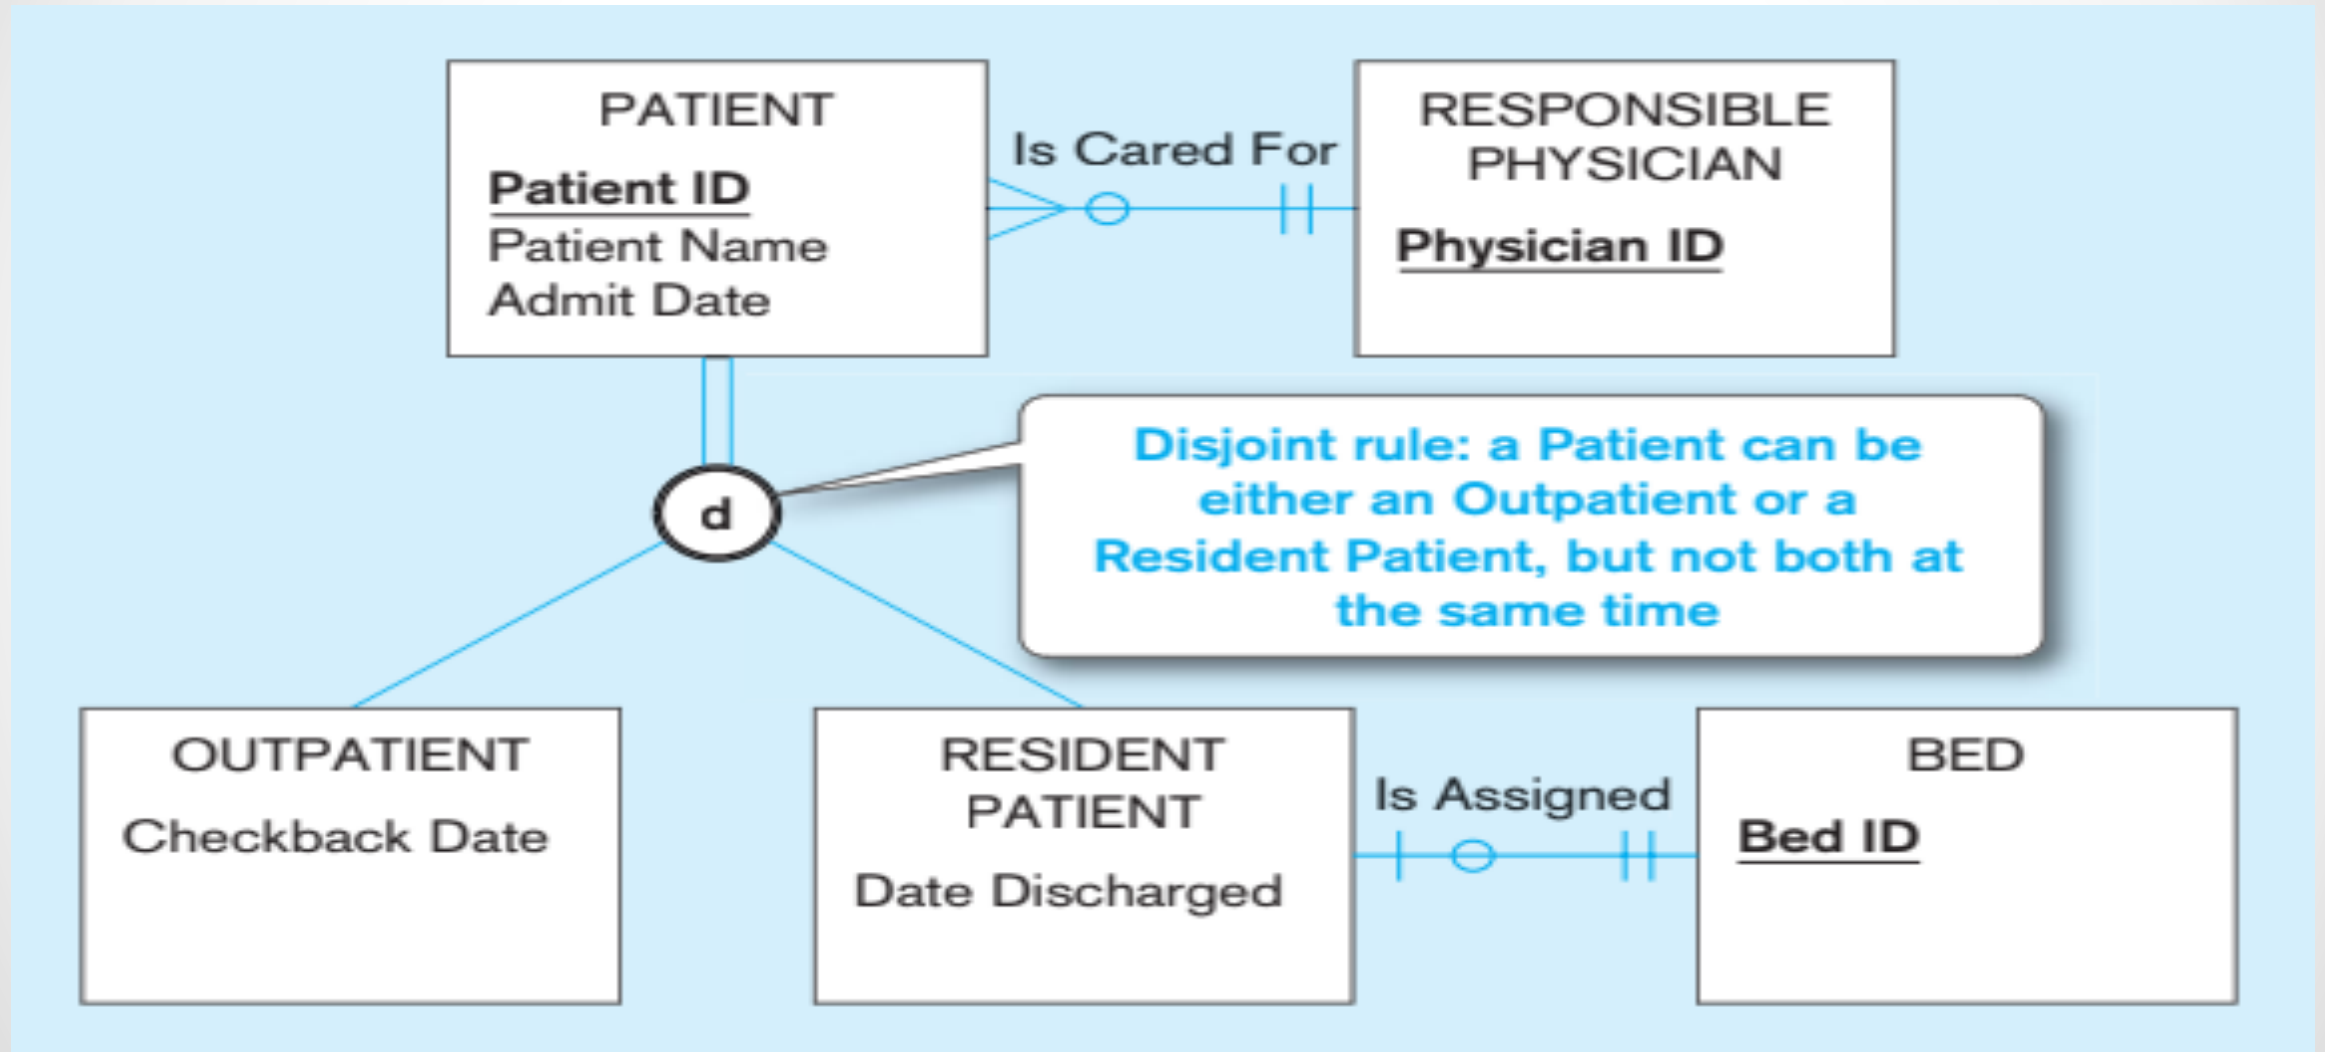 PATIENT
Patient ID
Patient Name
Admit Date
Is Cared For
RESPONSIBLE
PHYSICIAN
Physician ID
d
Disjoint rule: a Patient can be
either an Outpatient or a
Resident Patient, but not both at
the same time
OUTPATIENT
Checkback Date
RESIDENT
PATIENT
Date Discharged
Is Assigned
BED
Bed ID